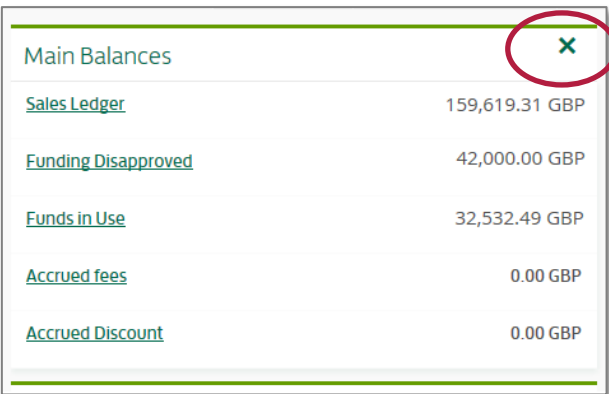 Main Balances
Sales Ledger 159,619.31 GBP
Funding Disapproved 42,000.00 GBP
Funds in Use 32,532.49 GBP
Accrued fees 0.00 GBP
Accrued Discount 0.00 GBP